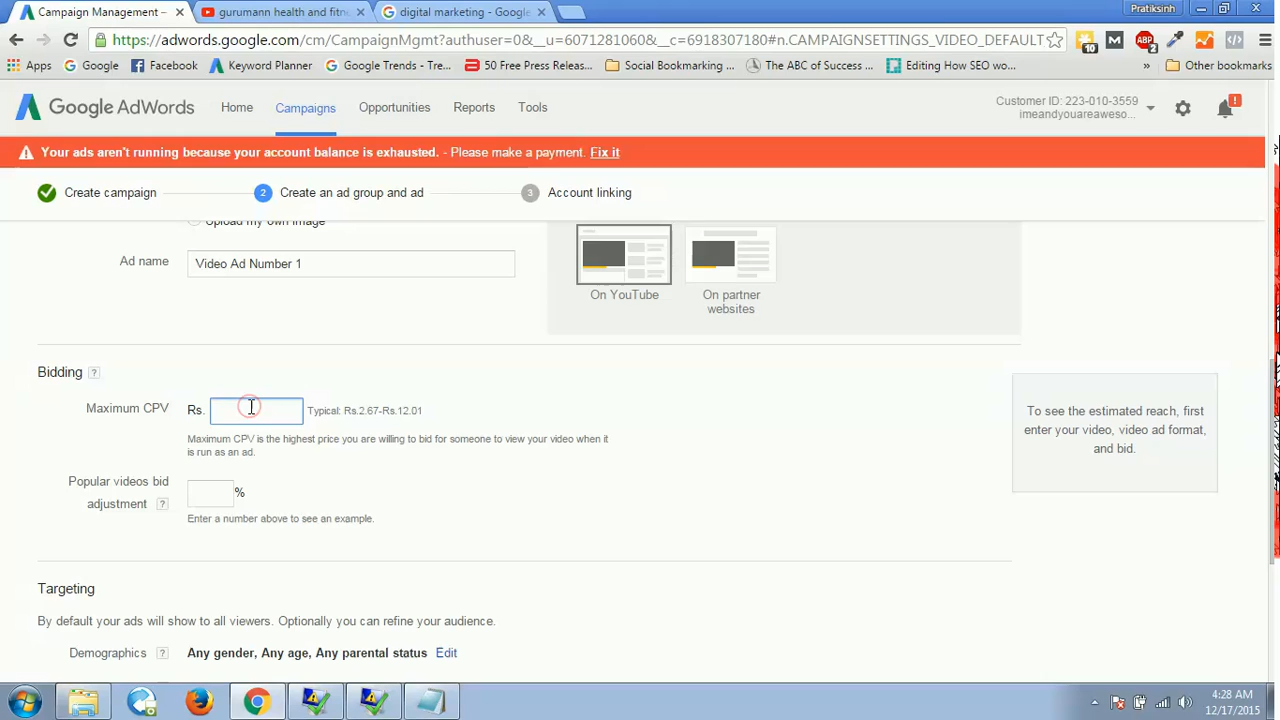 Campaign Management –
gurumann health and fitne
digital marketing - Google
Pratiksinh
https://adwords.google.com/cm/CampaignMgmt?authuser=0&__u=6071281060&__c=6918307180#n.CAMPAIGNSETTINGS_VIDEO_DEFAULT
10
M
ABP
2
Apps
Google
Facebook
Keyword Planner
Google Trends - Tre...
50 Free Press Releas...
Social Bookmarking ...
The ABC of Success ...
Editing How SEO wo...
»
Other bookmarks
Google AdWords
Home
Campaigns
Opportunities
Reports
Tools
Customer ID: 223-010-3559
imeandyouareaweso...
!
Your ads aren't running because your account balance is exhausted. - Please make a payment. Fix it
Create campaign
2
Create an ad group and ad
3
Account linking
Upload my own image
Ad name
Video Ad Number 1
On YouTube
On partner
websites
Bidding ?
Maximum CPV
Rs.
Typical: Rs.2.67-Rs.12.01
Maximum CPV is the highest price you are willing to bid for someone to view your video when it
is run as an ad.
Popular videos bid
adjustment ?
%
Enter a number above to see an example.
To see the estimated reach, first
enter your video, video ad format,
and bid.
Targeting
By default your ads will show to all viewers. Optionally you can refine your audience.
Demographics ?
Any gender, Any age, Any parental status Edit
4:28 AM
12/17/2015